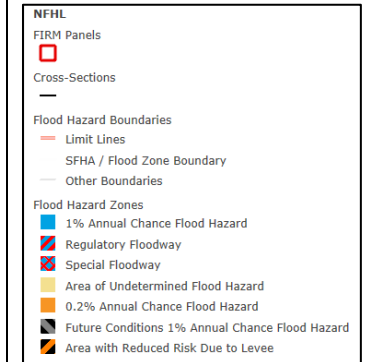 NFHL
FIRM Panels
Cross-Sections
Flood Hazard Boundaries
Limit Lines
SFHA / Flood Zone Boundary
Other Boundaries
Flood Hazard Zones
1% Annual Chance Flood Hazard
Regulatory Floodway
Special Floodway
Area of Undetermined Flood Hazard
0.2% Annual Chance Flood Hazard
Future Conditions 1% Annual Chance Flood Hazard
Area with Reduced Risk Due to Levee